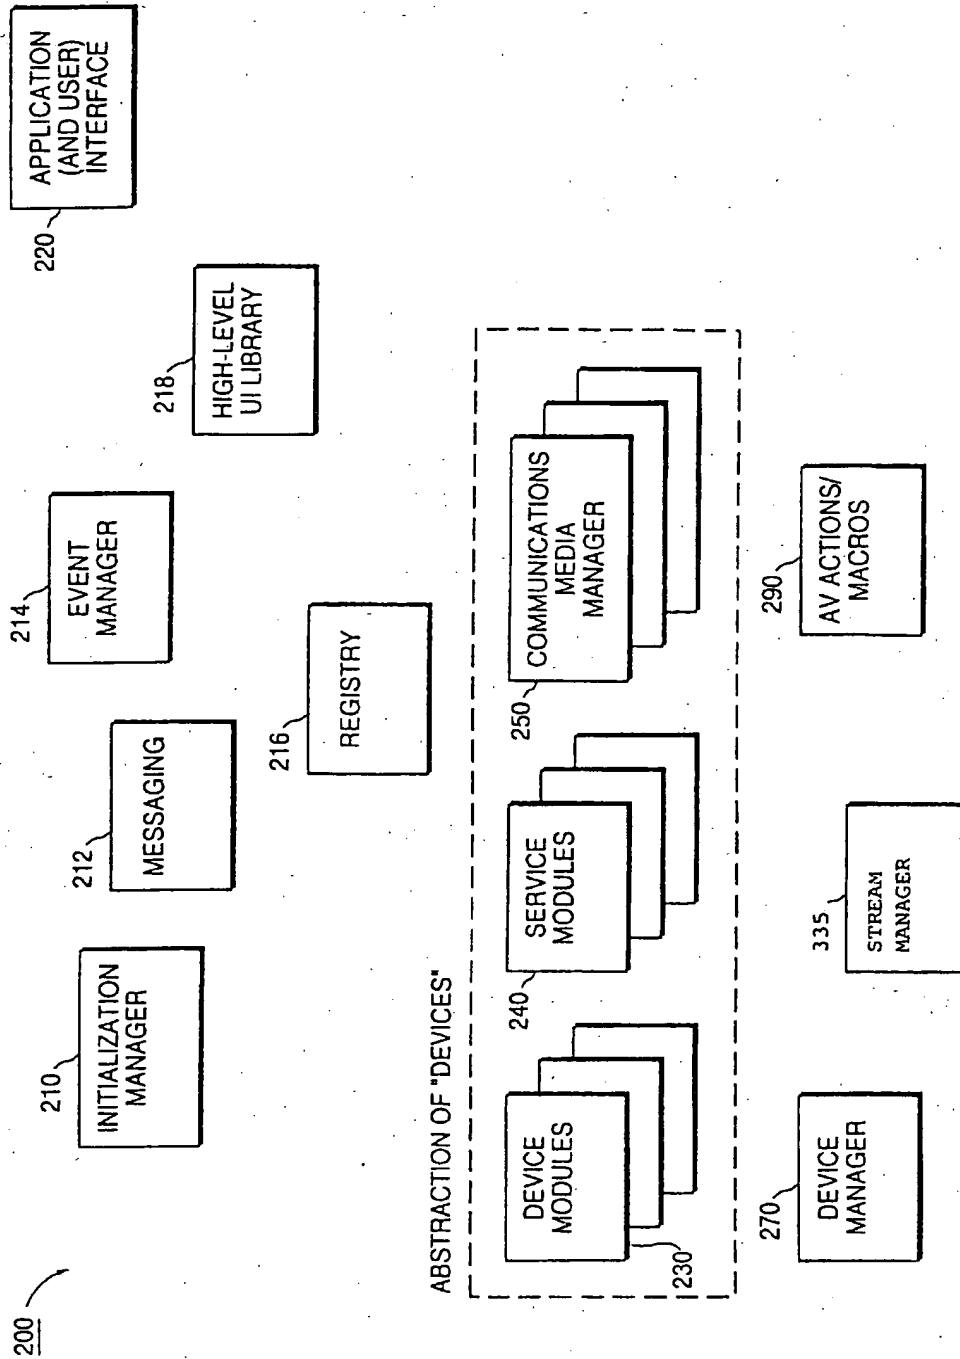 200
210
INITIALIZATION
MANAGER
212
MESSAGING
214
EVENT
MANAGER
216
REGISTRY
218
HIGH-LEVEL
UI LIBRARY
220
APPLICATION
(AND USER)
INTERFACE
ABSTRACTION OF "DEVICES"
DEVICE
MODULES
230
240
SERVICE
MODULES
250
COMMUNICATIONS
MEDIA
MANAGER
270
DEVICE
MANAGER
335
STREAM
MANAGER
290
AV ACTIONS/
MACROS